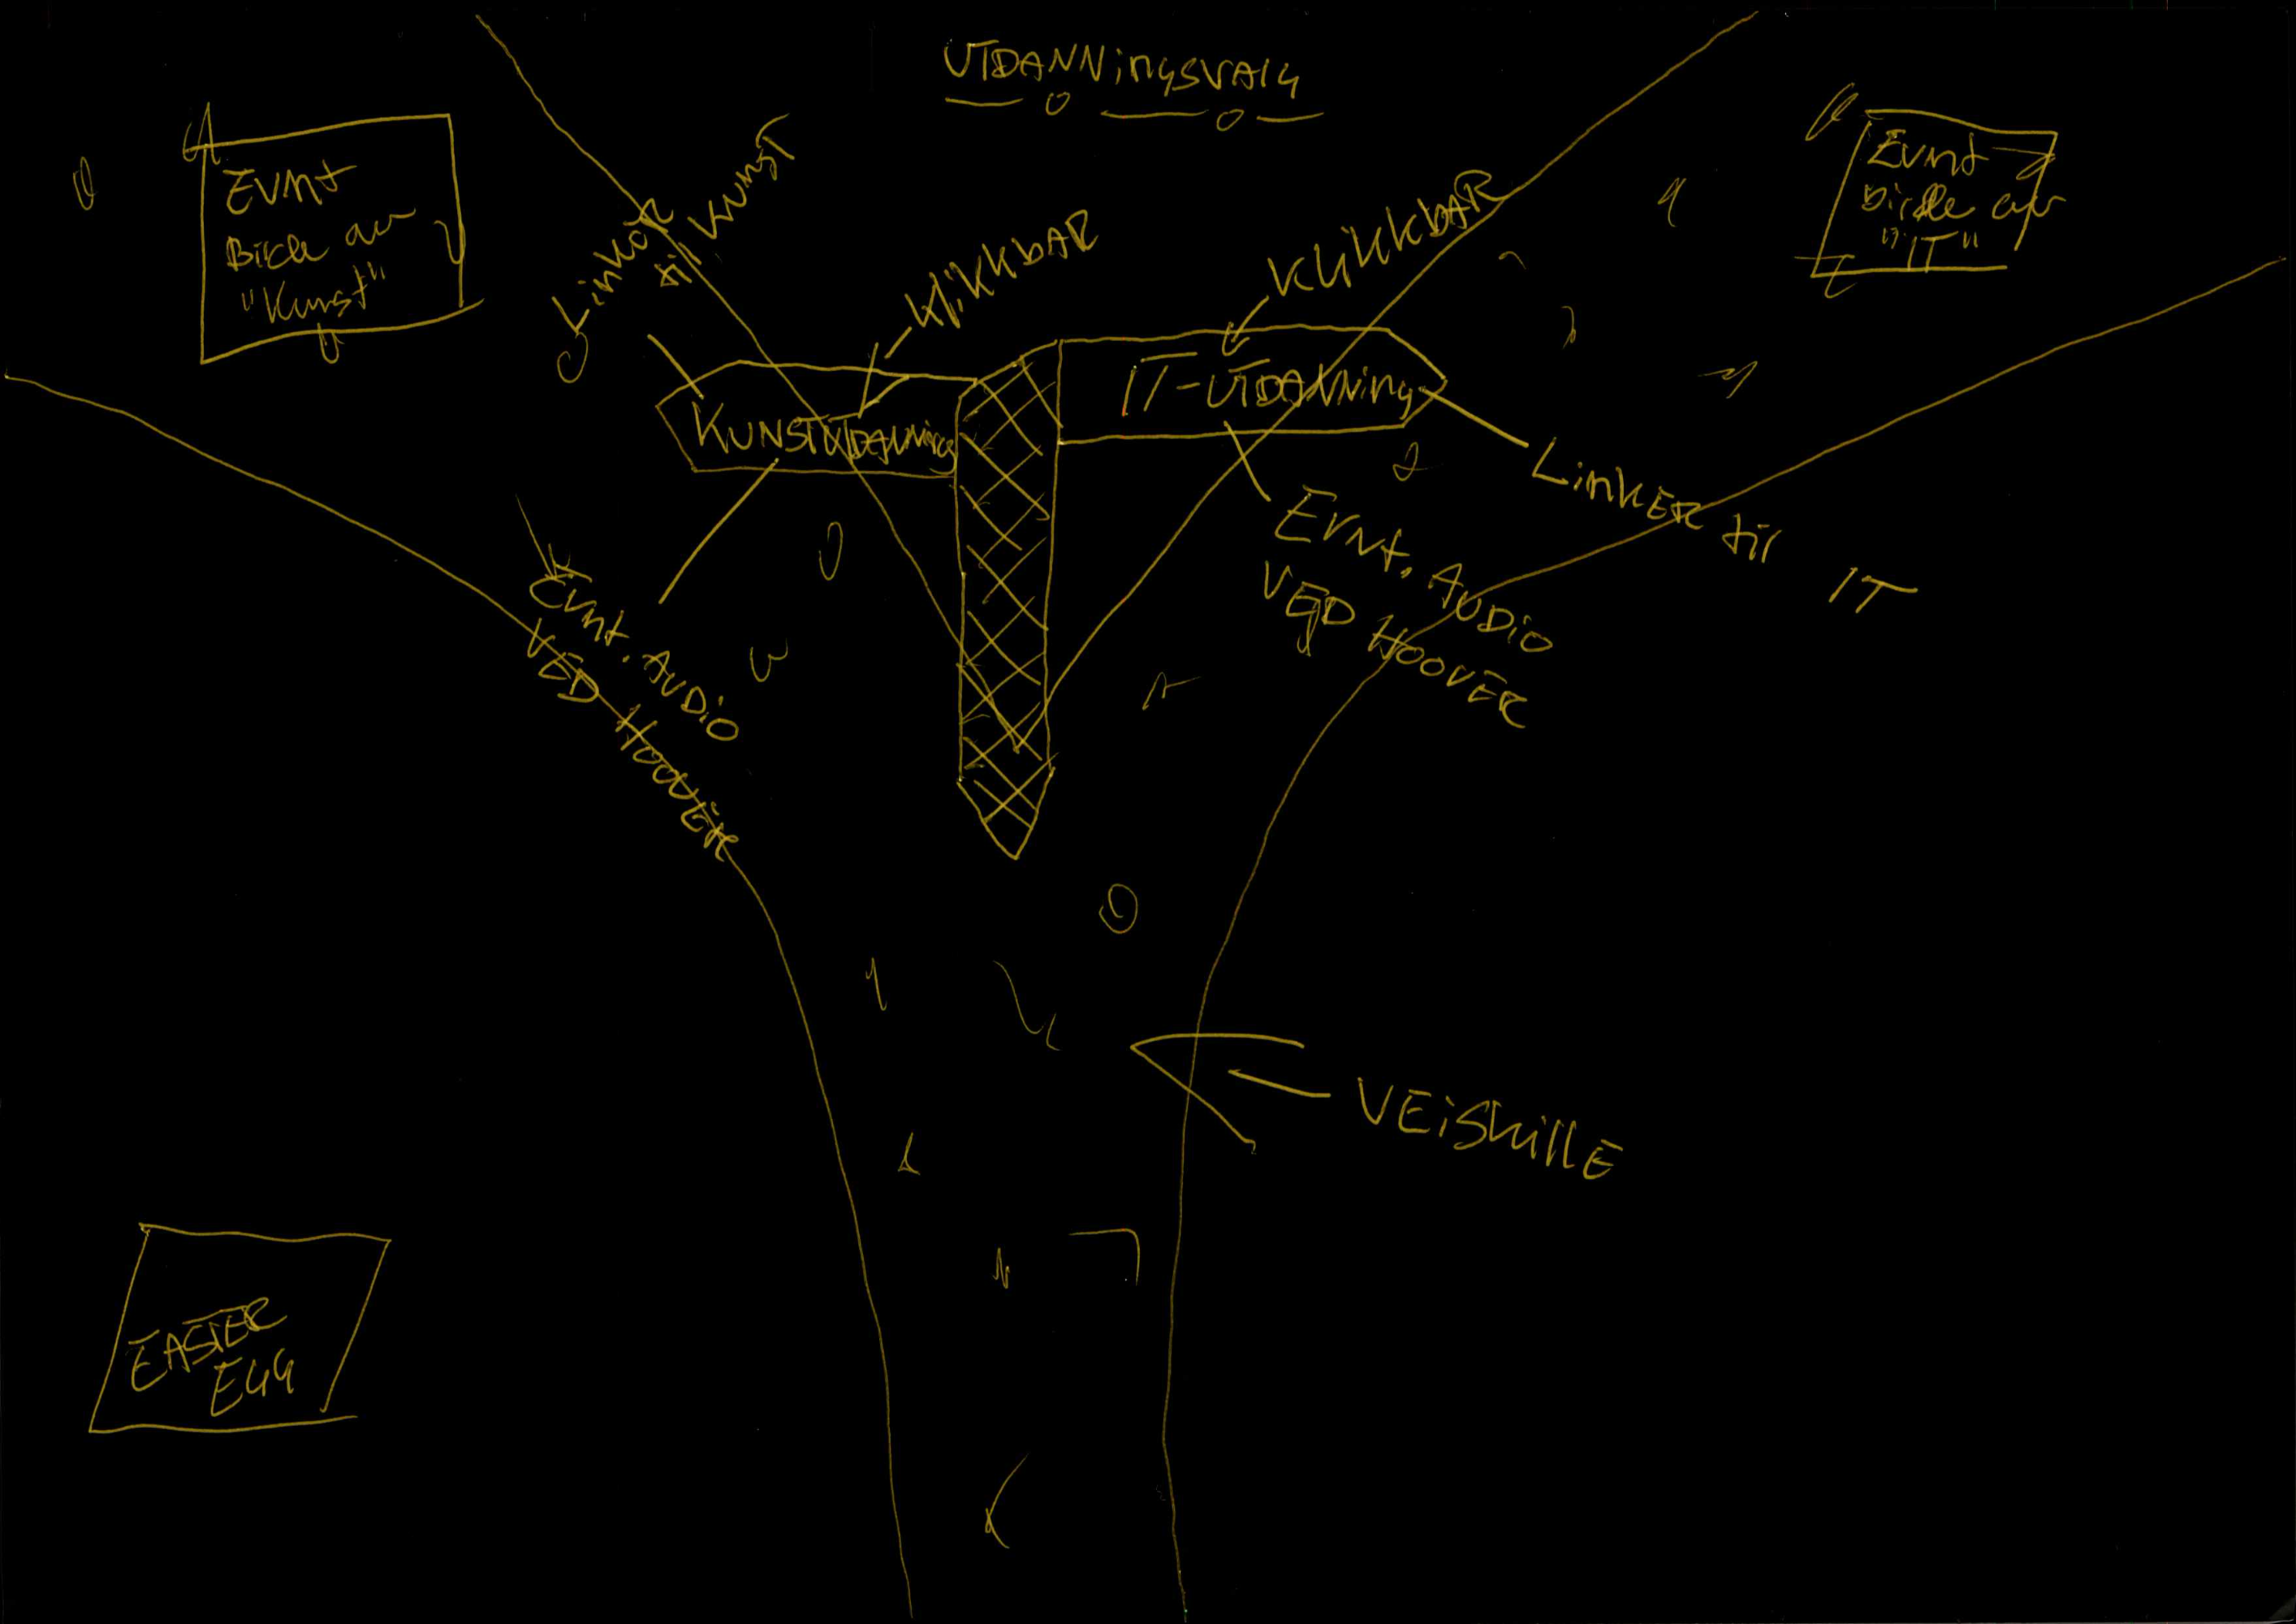 UTDANNiNgSVAlg
EVNt
Bilde av
"Kunst"
EVNt
bilde av
"IT"
LinkER
til KUNST
KliKKbAR
KLiKKbAR
KUNSTUTDANNiNg
IT-UTDANNiNg
LinkER til IT
EVNt. AUDiO
VED HOOVER
EVNt. AUDiO
VED HOOVER
VEiSkillE
EASTER
EGG